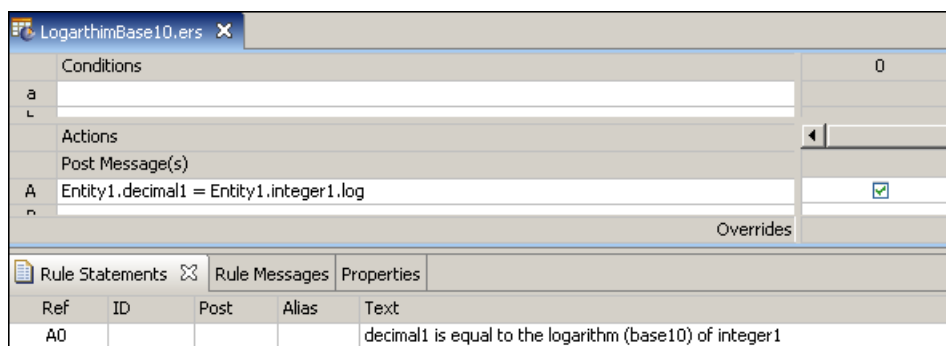 LogarthimBase10.ers
Conditions 0
a
Actions
Post Message(s)
A Entity1.decimal1 = Entity1.integer1.log
Overrides
Rule Statements Rule Messages Properties
Ref ID Post Alias Text
A0 decimal1 is equal to the logarithm (base10) of integer1